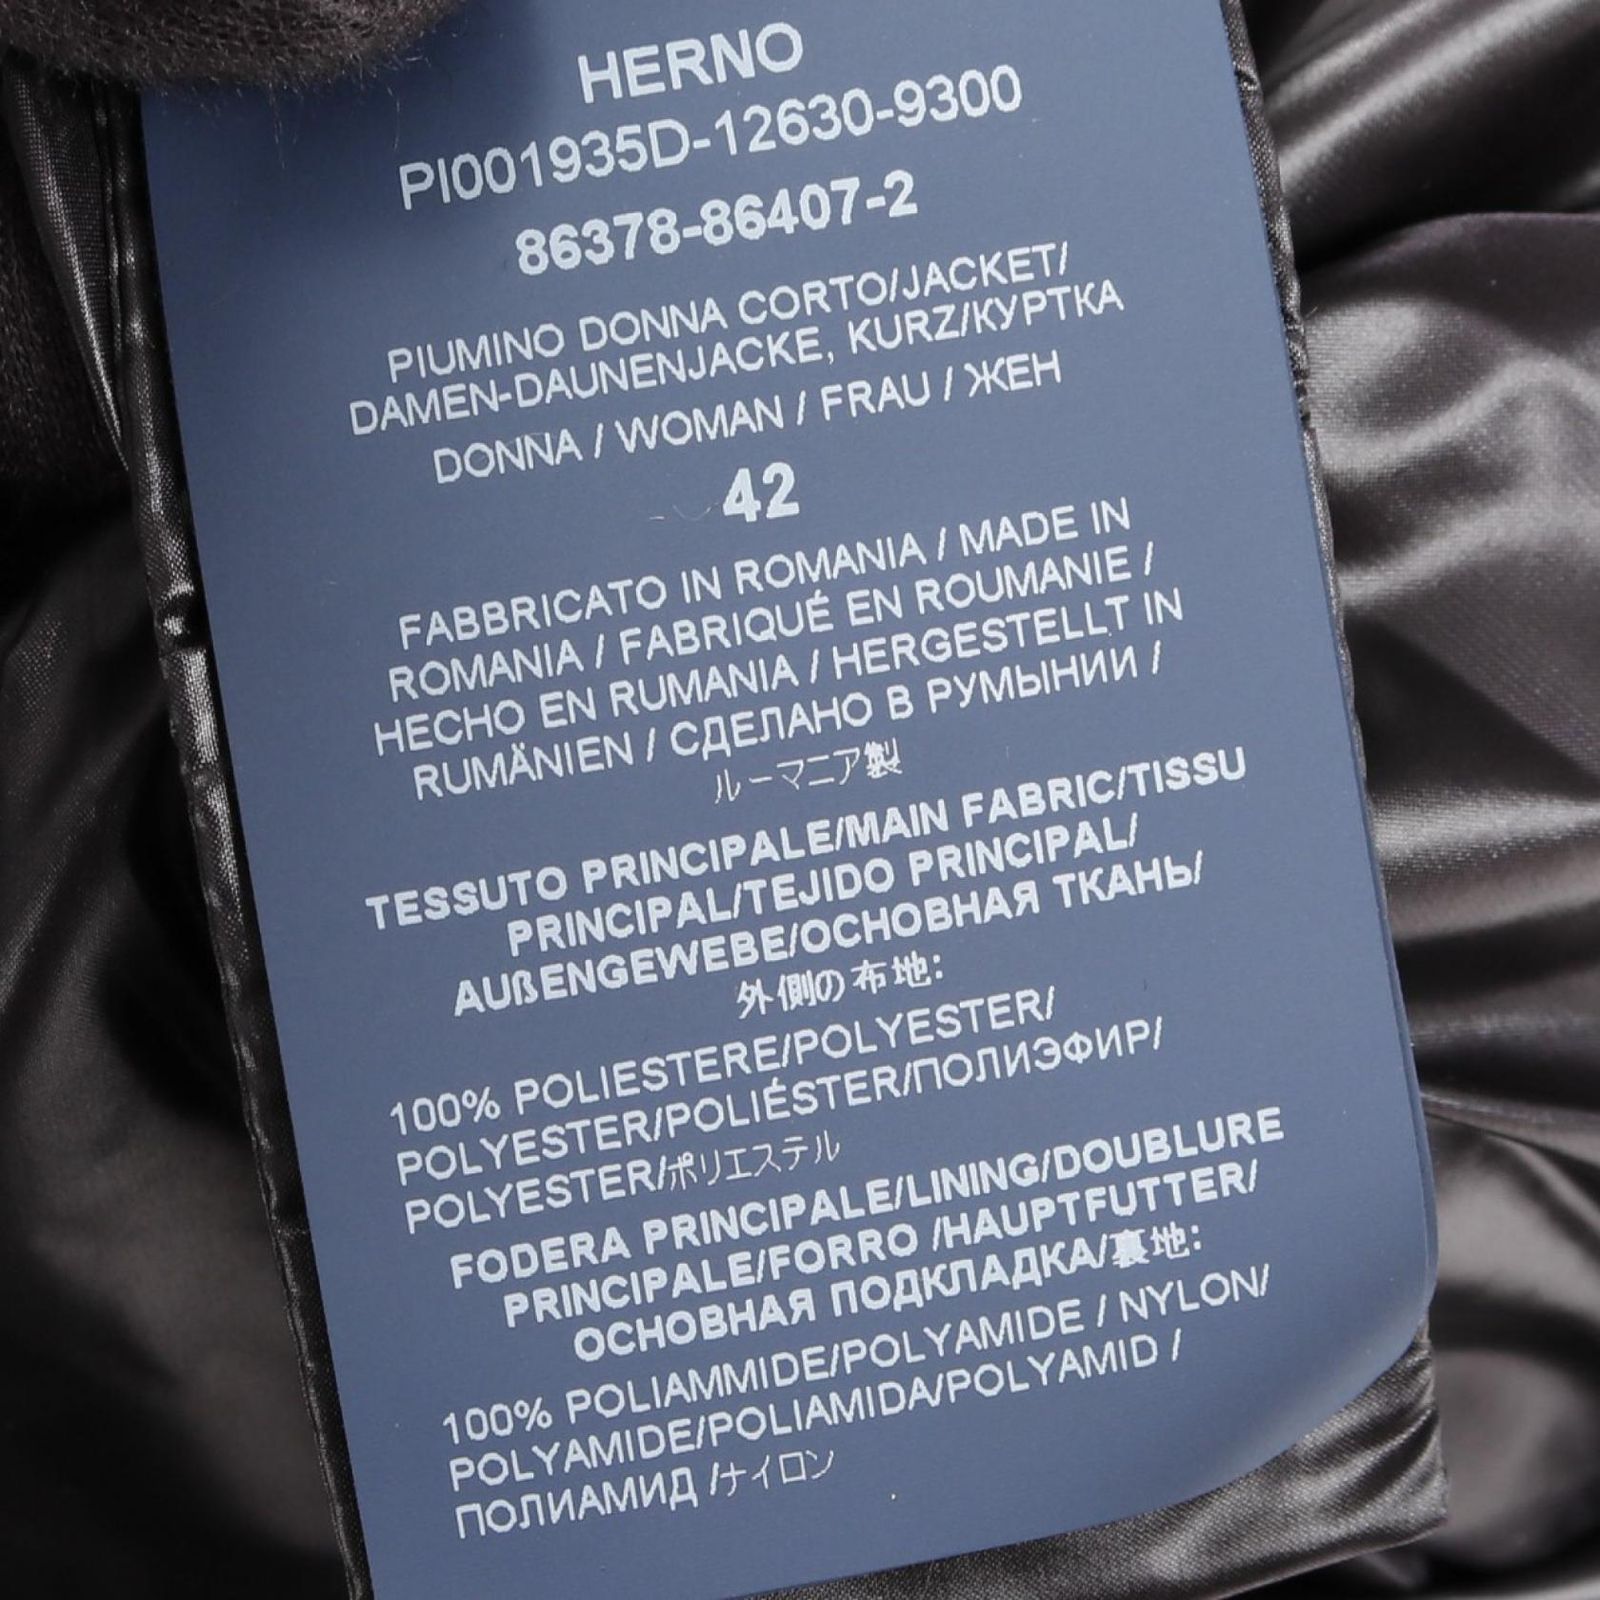 HERNO
PI001935D-12630-9300
86378-86407-2
PIUMINO DONNA CORTO/JACKET/
DAMEN-DAUNENJACKE, KURZ/КУРТКА
DONNA / WOMAN / FRAU / ЖЕН
42
FABBRICATO IN ROMANIA / MADE IN
ROMANIA / FABRIQUÉ EN ROUMANIE /
HECHO EN RUMANIA / HERGESTELLT IN
RUMÄNIEN / СДЕЛАНО В РУМЫНИИ /
ルーマニア製
TESSUTO PRINCIPALE/MAIN FABRIC/TISSU
PRINCIPAL/TEJIDO PRINCIPAL/
AUßENGEWEBE/ОСНОВНАЯ ТКАНЬ/
外側の布地:
100% POLIESTERE/POLYESTER/
POLYESTER/POLIÉSTER/ПОЛИЭФИР/
POLYESTER/ポリエステル
FODERA PRINCIPALE/LINING/DOUBLURE
PRINCIPALE/FORRO /HAUPTFUTTER/
ОСНОВНАЯ ПОДКЛАДКА/裏地:
100% POLIAMMIDE/POLYAMIDE / NYLON/
POLYAMIDE/POLIAMIDA/POLYAMID /
ПОЛИАМИД /ナイロン